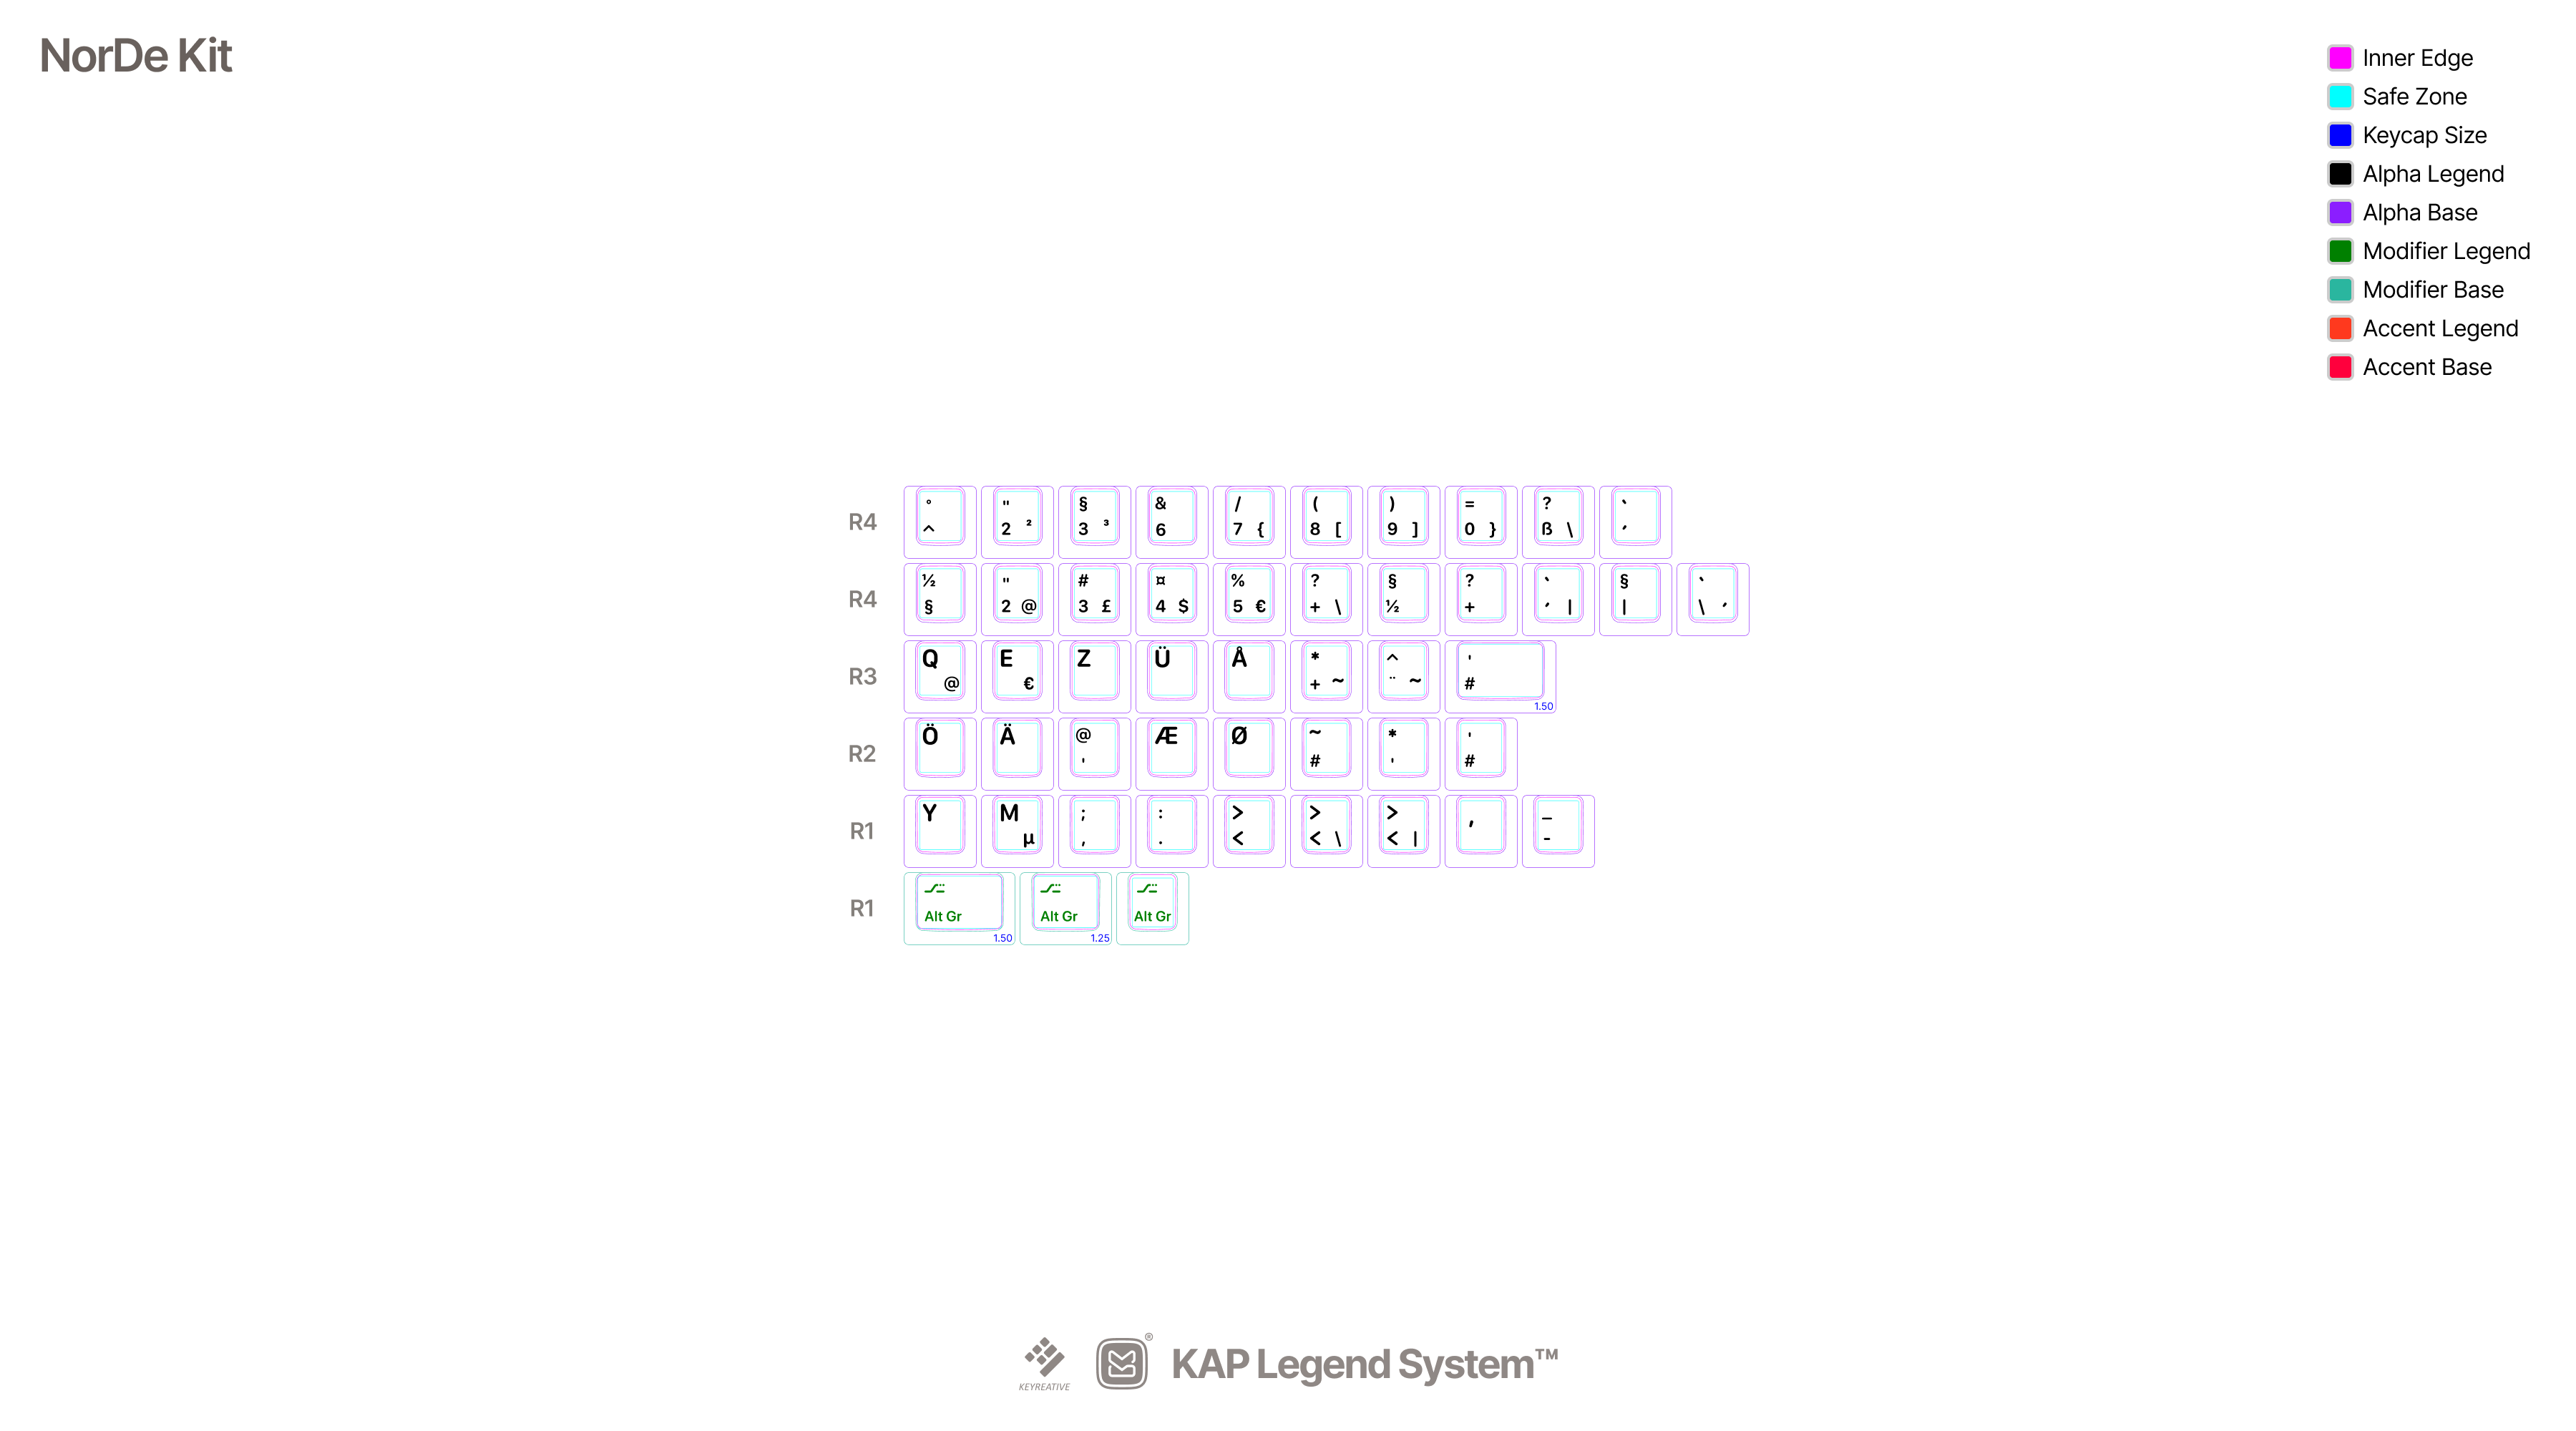 NorDe Kit
Inner Edge
Safe Zone
Keycap Size
Alpha Legend
Alpha Base
Modifier Legend
Modifier Base
Accent Legend
Accent Base
R4 ° " § & / ( ) = ? `
^ 2 ² 3 ³ 6 7 { 8 [ 9 ] 0 } ß \ ´
R4 ½ " # ¤ % ? § ? ` § `
§ 2 @ 3 £ 4 $ 5 € + \ ½ + ´ | | \ ´
R3 Q E Z Ü Å * ^ '
@ € + ~ ¨ ~ #
1.50
R2 Ö Ä @ Æ Ø ~ * '
' # ' #
R1 Y M ; : > > > , _
µ , . < < \ < | -
R1 Alt Gr Alt Gr Alt Gr
1.50 1.25
KEYREATIVE ® KAP Legend System™